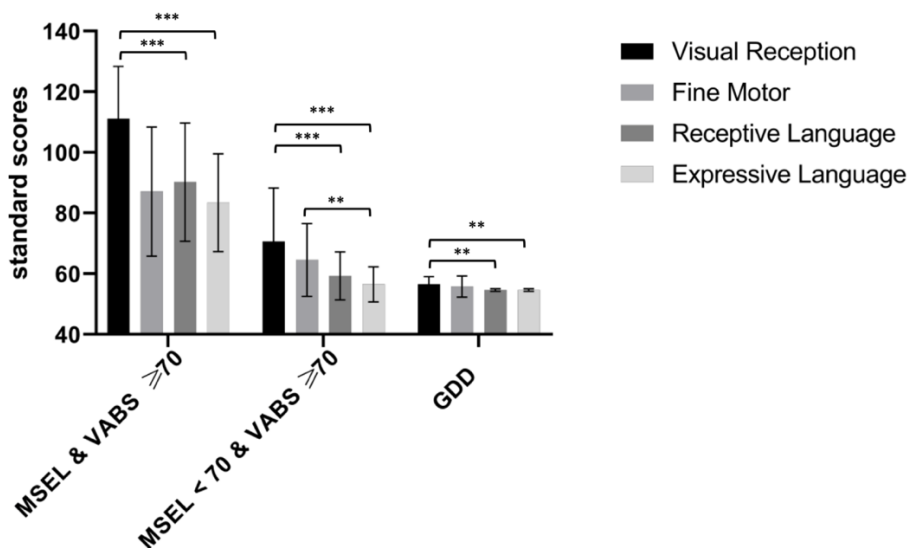 standard scores
140
120
100
80
60
40
***
***
***
***
**
**
**
MSEL & VABS ⩾70
MSEL < 70 & VABS ⩾70
GDD
Visual Reception
Fine Motor
Receptive Language
Expressive Language